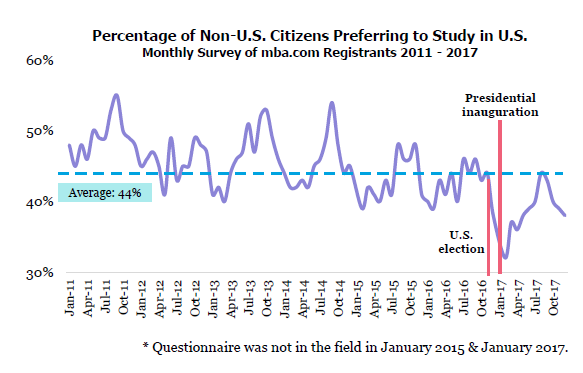 Percentage of Non-U.S. Citizens Preferring to Study in U.S.
Monthly Survey of mba.com Registrants 2011 - 2017
60%
50%
40%
30%
Presidential
inauguration
Average: 44%
U.S.
election
Jan-11
Apr-11
Jul-11
Oct-11
Jan-12
Apr-12
Jul-12
Oct-12
Jan-13
Apr-13
Jul-13
Oct-13
Jan-14
Apr-14
Jul-14
Oct-14
Jan-15
Apr-15
Jul-15
Oct-15
Jan-16
Apr-16
Jul-16
Oct-16
Jan-17
Apr-17
Jul-17
Oct-17
* Questionnaire was not in the field in January 2015 & January 2017.